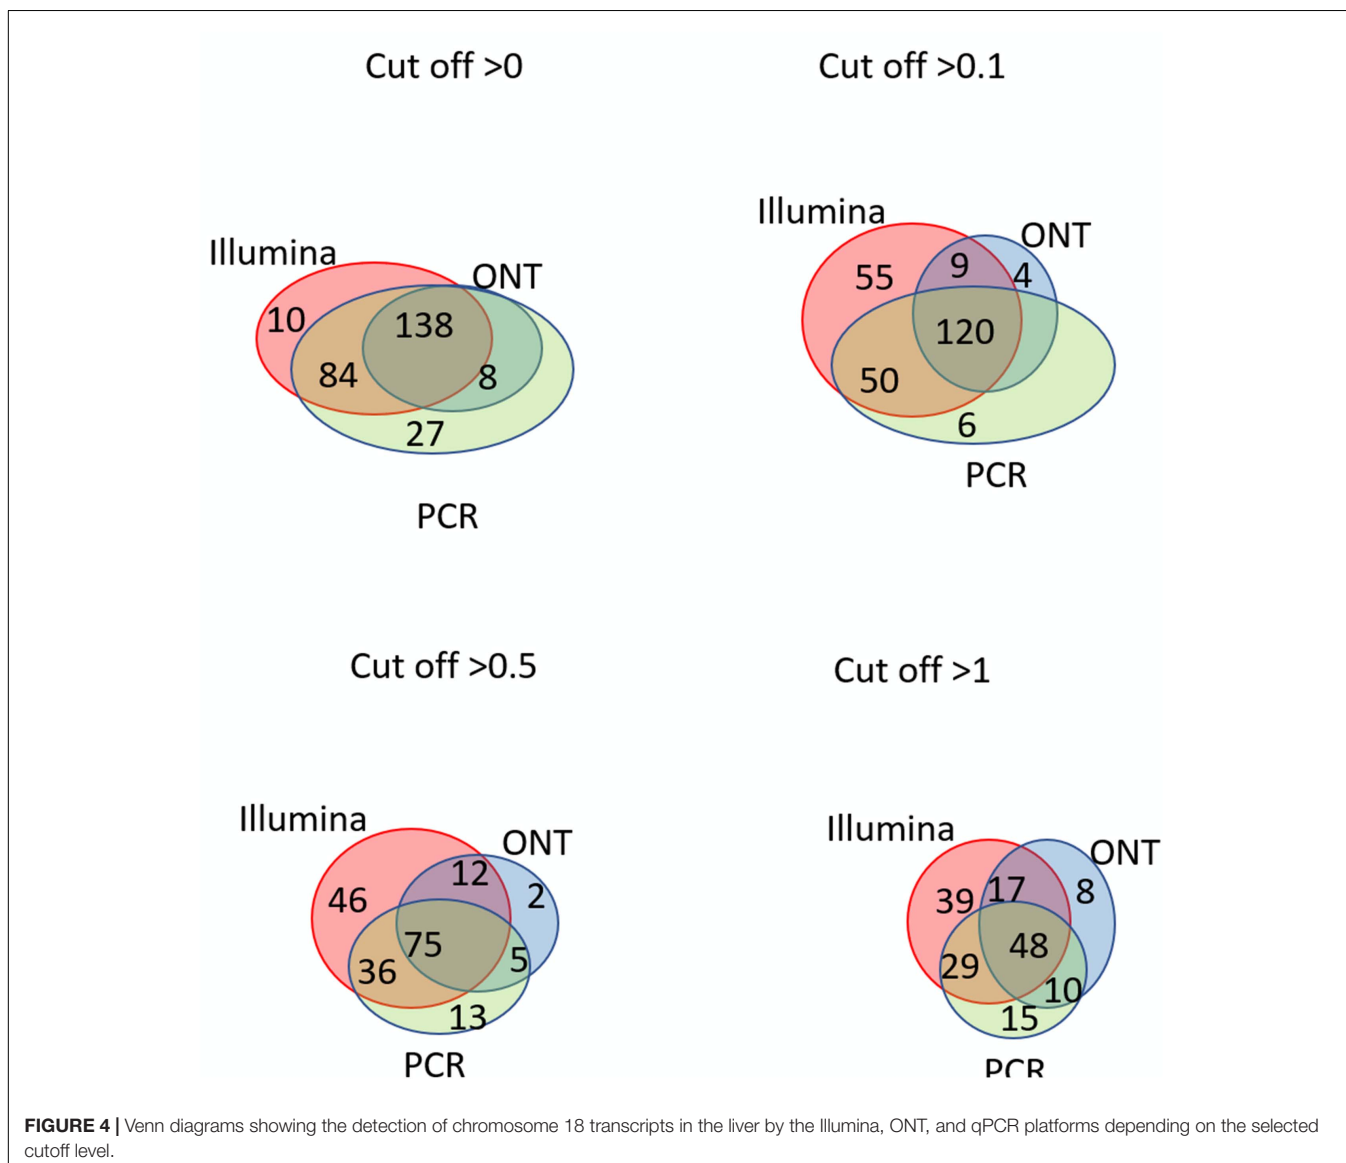 Cut off >0
Cut off >0.1
Illumina
ONT
10
138
84
8
27
PCR
Illumina
ONT
55
9
4
120
50
6
PCR
Cut off >0.5
Cut off >1
Illumina
ONT
46
12
2
75
36
5
13
PCR
Illumina
ONT
39
17
8
48
29
10
15
PCR
FIGURE 4 | Venn diagrams showing the detection of chromosome 18 transcripts in the liver by the Illumina, ONT, and qPCR platforms depending on the selected
cutoff level.